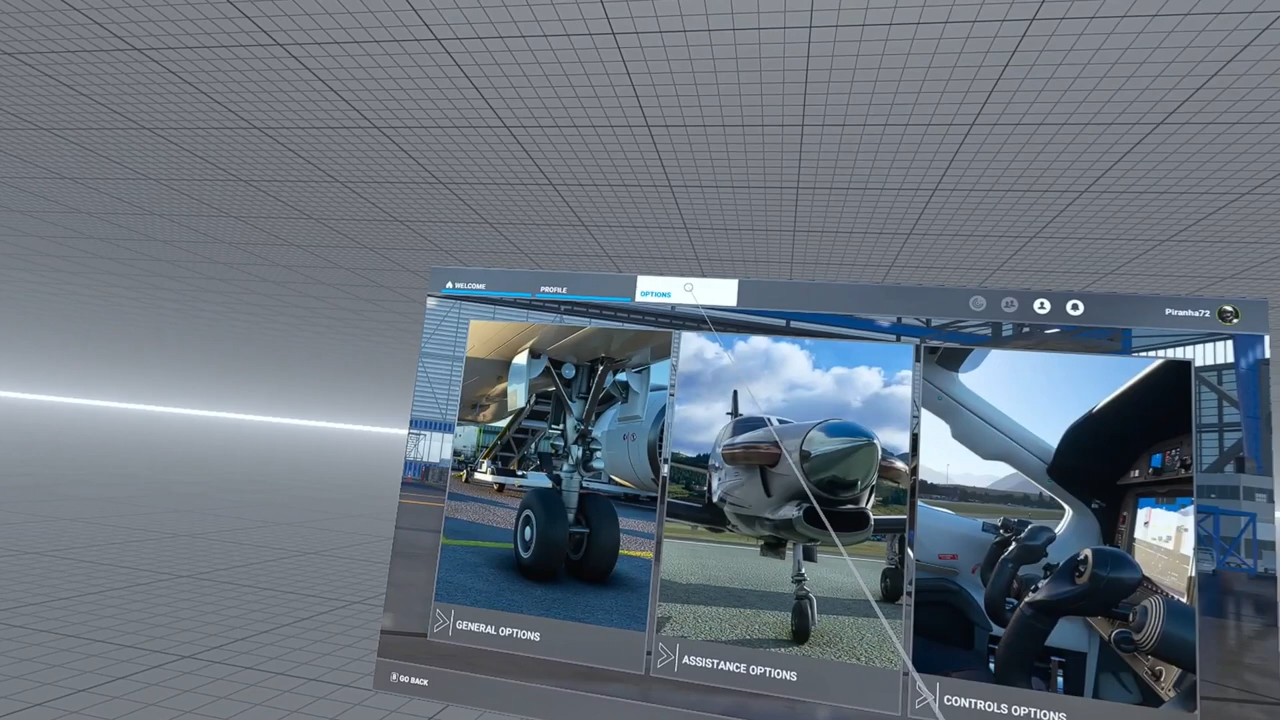 WELCOME
PROFILE
OPTIONS
Piranha72
GENERAL OPTIONS
ASSISTANCE OPTIONS
CONTROLS OPTIONS
GO BACK